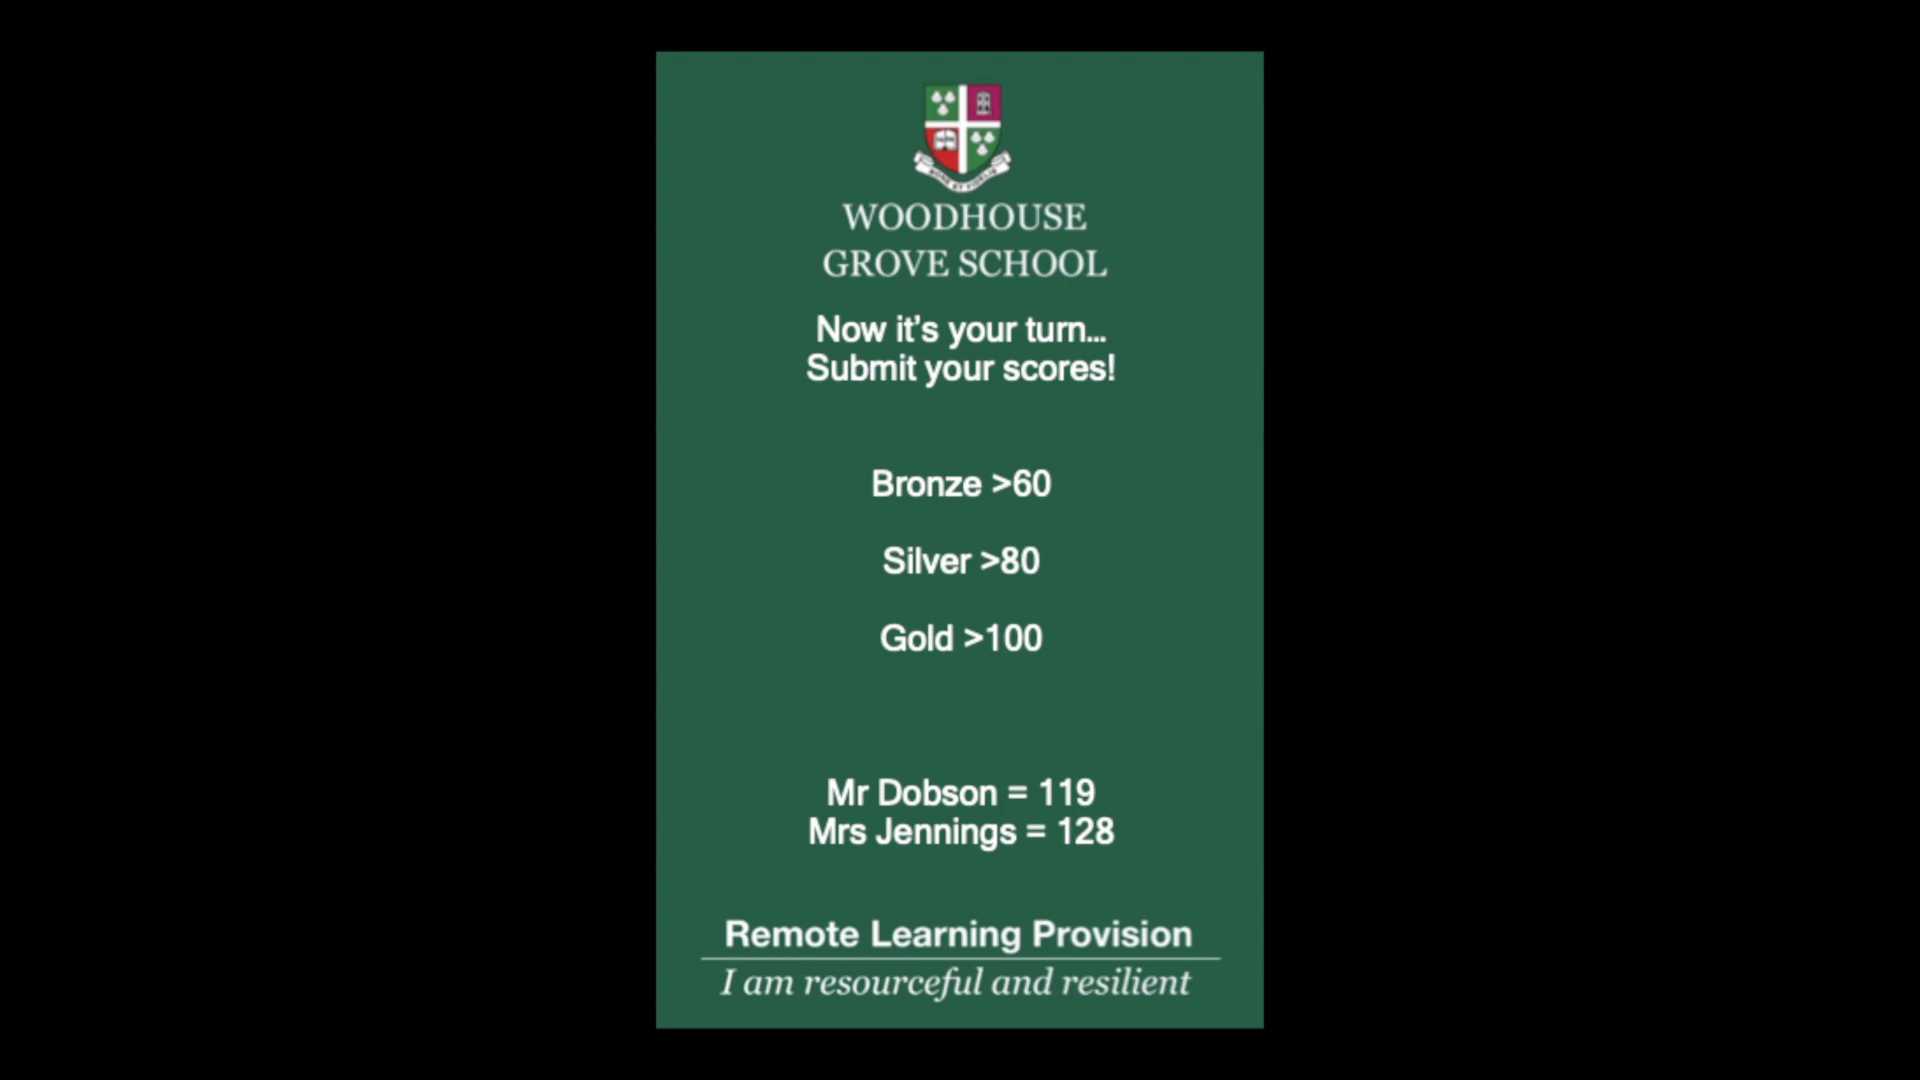 WOODHOUSE
GROVE SCHOOL
Now it's your turn...
Submit your scores!
Bronze >60
Silver >80
Gold >100
Mr Dobson = 119
Mrs Jennings = 128
Remote Learning Provision
I am resourceful and resilient